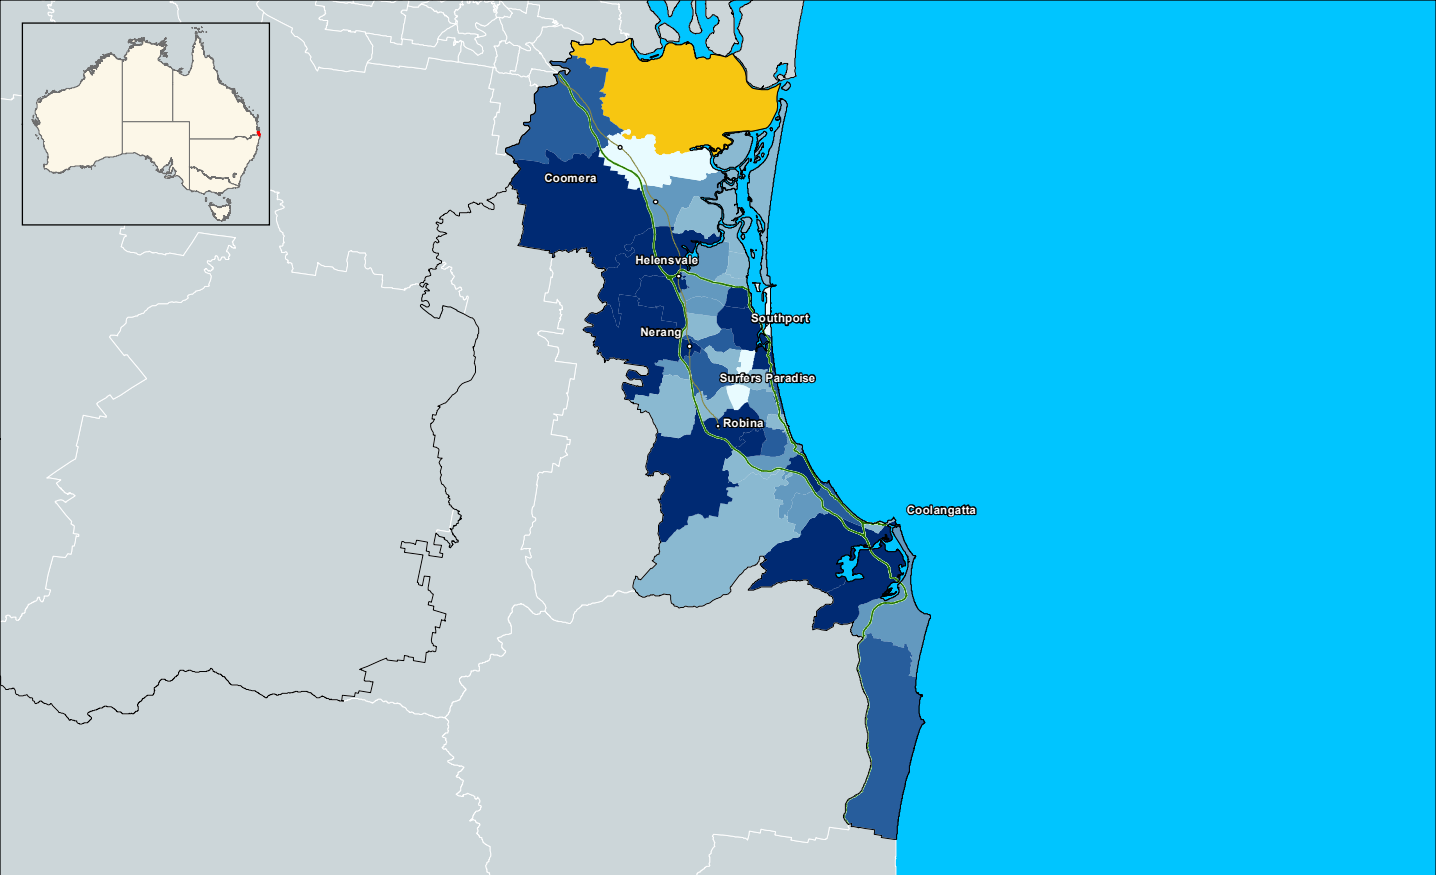 Coomera
Helensvale
Southport
Nerang
Surfers Paradise
Robina
Coolangatta